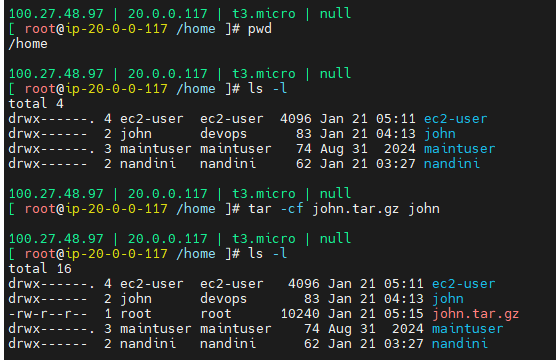 100.27.48.97 | 20.0.0.117 | t3.micro | null
[ root@ip-20-0-0-117 /home ]# pwd
/home
100.27.48.97 | 20.0.0.117 | t3.micro | null
[ root@ip-20-0-0-117 /home ]# ls -l
total 4
drwx------. 4 ec2-user  ec2-user  4096 Jan 21 05:11 ec2-user
drwx------  2 john      devops      83 Jan 21 04:13 john
drwx------. 3 maintuser maintuser   74 Aug 31  2024 maintuser
drwx------  2 nandini   nandini     62 Jan 21 03:27 nandini
100.27.48.97 | 20.0.0.117 | t3.micro | null
[ root@ip-20-0-0-117 /home ]# tar -cf john.tar.gz john
100.27.48.97 | 20.0.0.117 | t3.micro | null
[ root@ip-20-0-0-117 /home ]# ls -l
total 16
drwx------. 4 ec2-user  ec2-user   4096 Jan 21 05:11 ec2-user
drwx------  2 john      devops       83 Jan 21 04:13 john
-rw-r--r--  1 root      root      10240 Jan 21 05:15 john.tar.gz
drwx------. 3 maintuser maintuser    74 Aug 31  2024 maintuser
drwx------  2 nandini   nandini      62 Jan 21 03:27 nandini